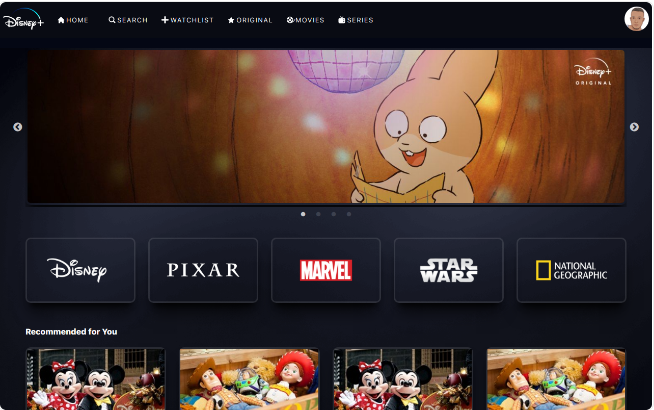 Disney+
HOME SEARCH WATCHLIST ORIGINAL MOVIES SERIES
Disney+
ORIGINAL
Disney
PIXAR
MARVEL
STAR
WARS
NATIONAL
GEOGRAPHIC
Recommended for You